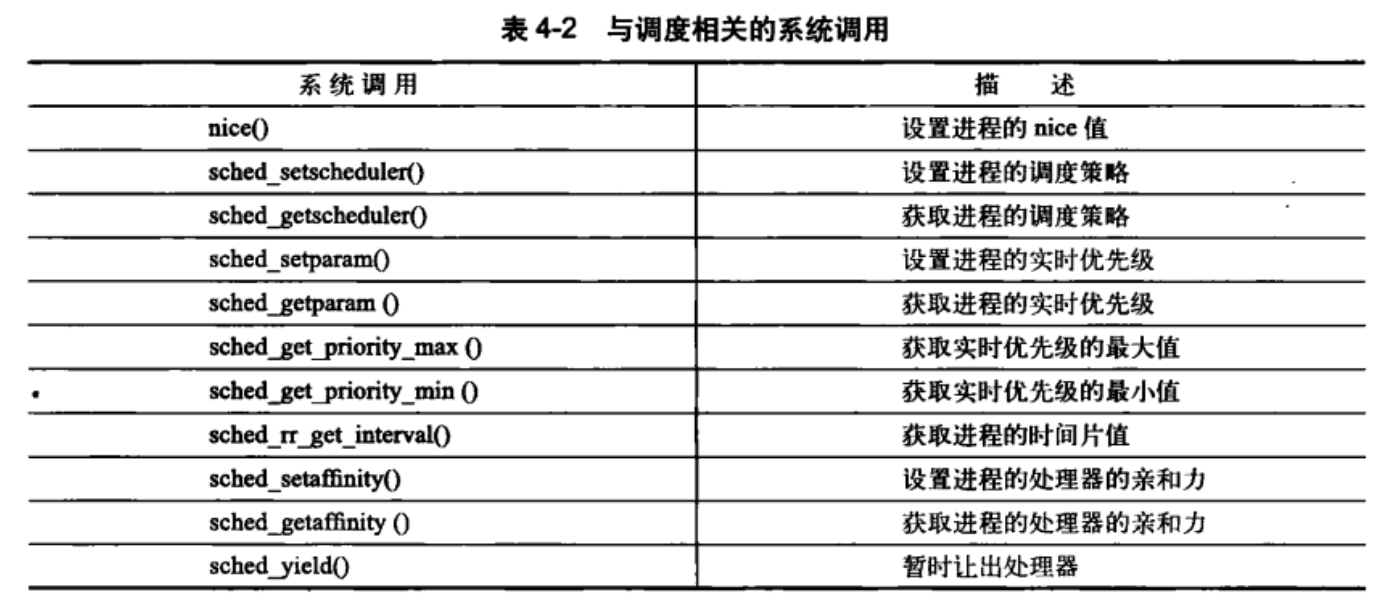 表 4-2 与调度相关的系统调用
系统调用 描 述
nice() 设置进程的 nice 值
sched_setscheduler() 设置进程的调度策略
sched_getscheduler() 获取进程的调度策略
sched_setparam() 设置进程的实时优先级
sched_getparam () 获取进程的实时优先级
sched_get_priority_max () 获取实时优先级的最大值
sched_get_priority_min () 获取实时优先级的最小值
sched_rr_get_interval() 获取进程的时间片值
sched_setaffinity() 设置进程的处理器的亲和力
sched_getaffinity () 获取进程的处理器的亲和力
sched_yield() 暂时让出处理器